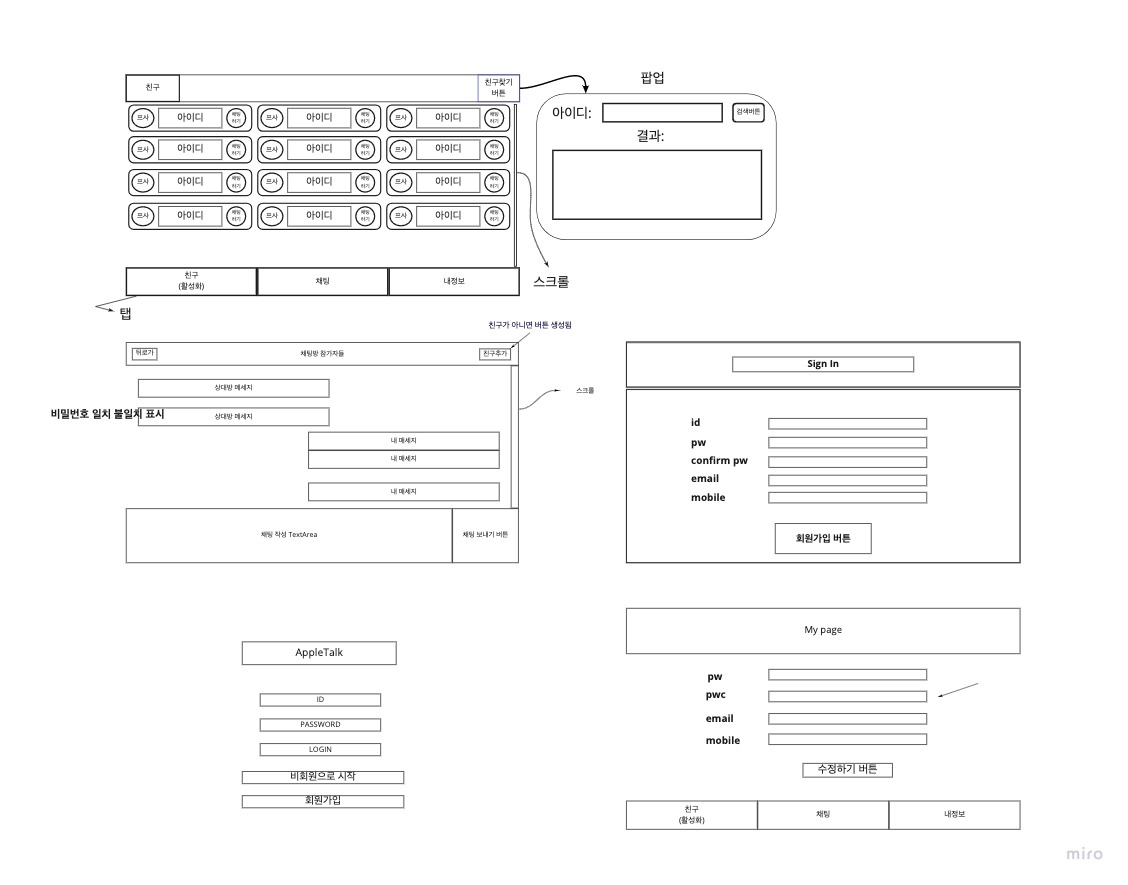 팝업
친구
친구찾기
버튼
아이디:
검색버튼
결과:
프사 아이디 채팅하기 프사 아이디 채팅하기 프사 아이디 채팅하기
프사 아이디 채팅하기 프사 아이디 채팅하기 프사 아이디 채팅하기
프사 아이디 채팅하기 프사 아이디 채팅하기 프사 아이디 채팅하기
프사 아이디 채팅하기 프사 아이디 채팅하기 프사 아이디 채팅하기
친구
(활성화)
채팅
내정보
스크롤
탭
친구가 아니면 버튼 생성됨
뒤로가
채팅방 참가자들
친구추가
상대방 메세지
상대방 메세지
비밀번호 일치 불일치 표시
내 매세지
내 매세지
내 매세지
스크롤
채팅 작성 TextArea
채팅 보내기 버튼
Sign In
id
pw
confirm pw
email
mobile
회원가입 버튼
AppleTalk
ID
PASSWORD
LOGIN
비회원으로 시작
회원가입
My page
pw
pwc
email
mobile
수정하기 버튼
친구
(활성화)
채팅
내정보
miro